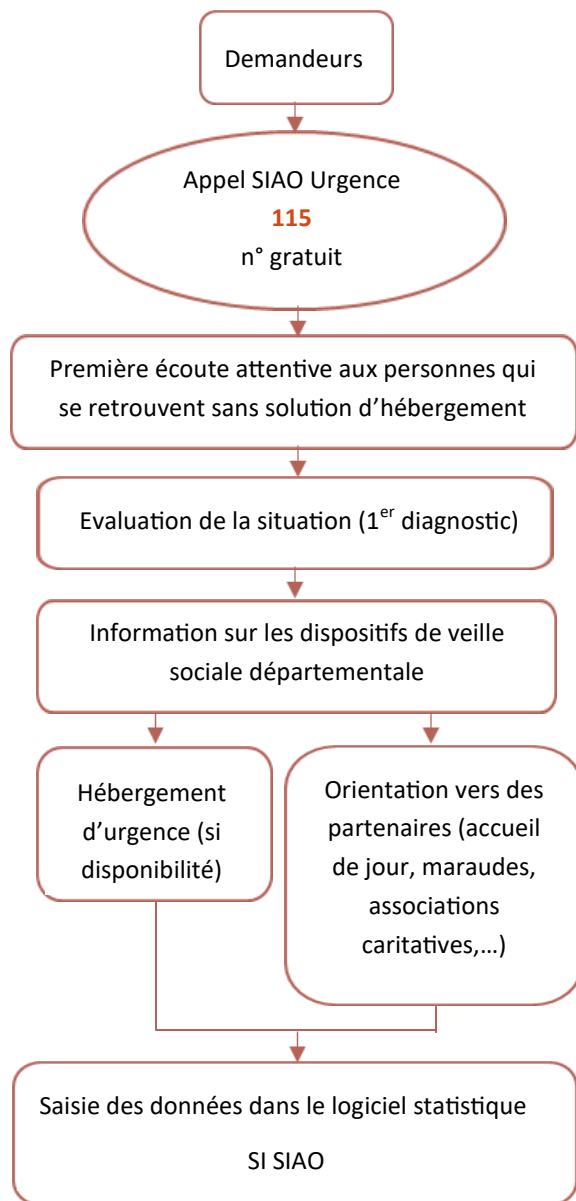 Demandeurs
Appel SIAO Urgence
115
n° gratuit
Première écoute attentive aux personnes qui
se retrouvent sans solution d’hébergement
Evaluation de la situation (1er diagnostic)
Information sur les dispositifs de veille
sociale départementale
Hébergement
d’urgence (si
disponibilité)
Orientation vers des
partenaires (accueil
de jour, maraudes,
associations
caritatives,…)
Saisie des données dans le logiciel statistique
SI SIAO